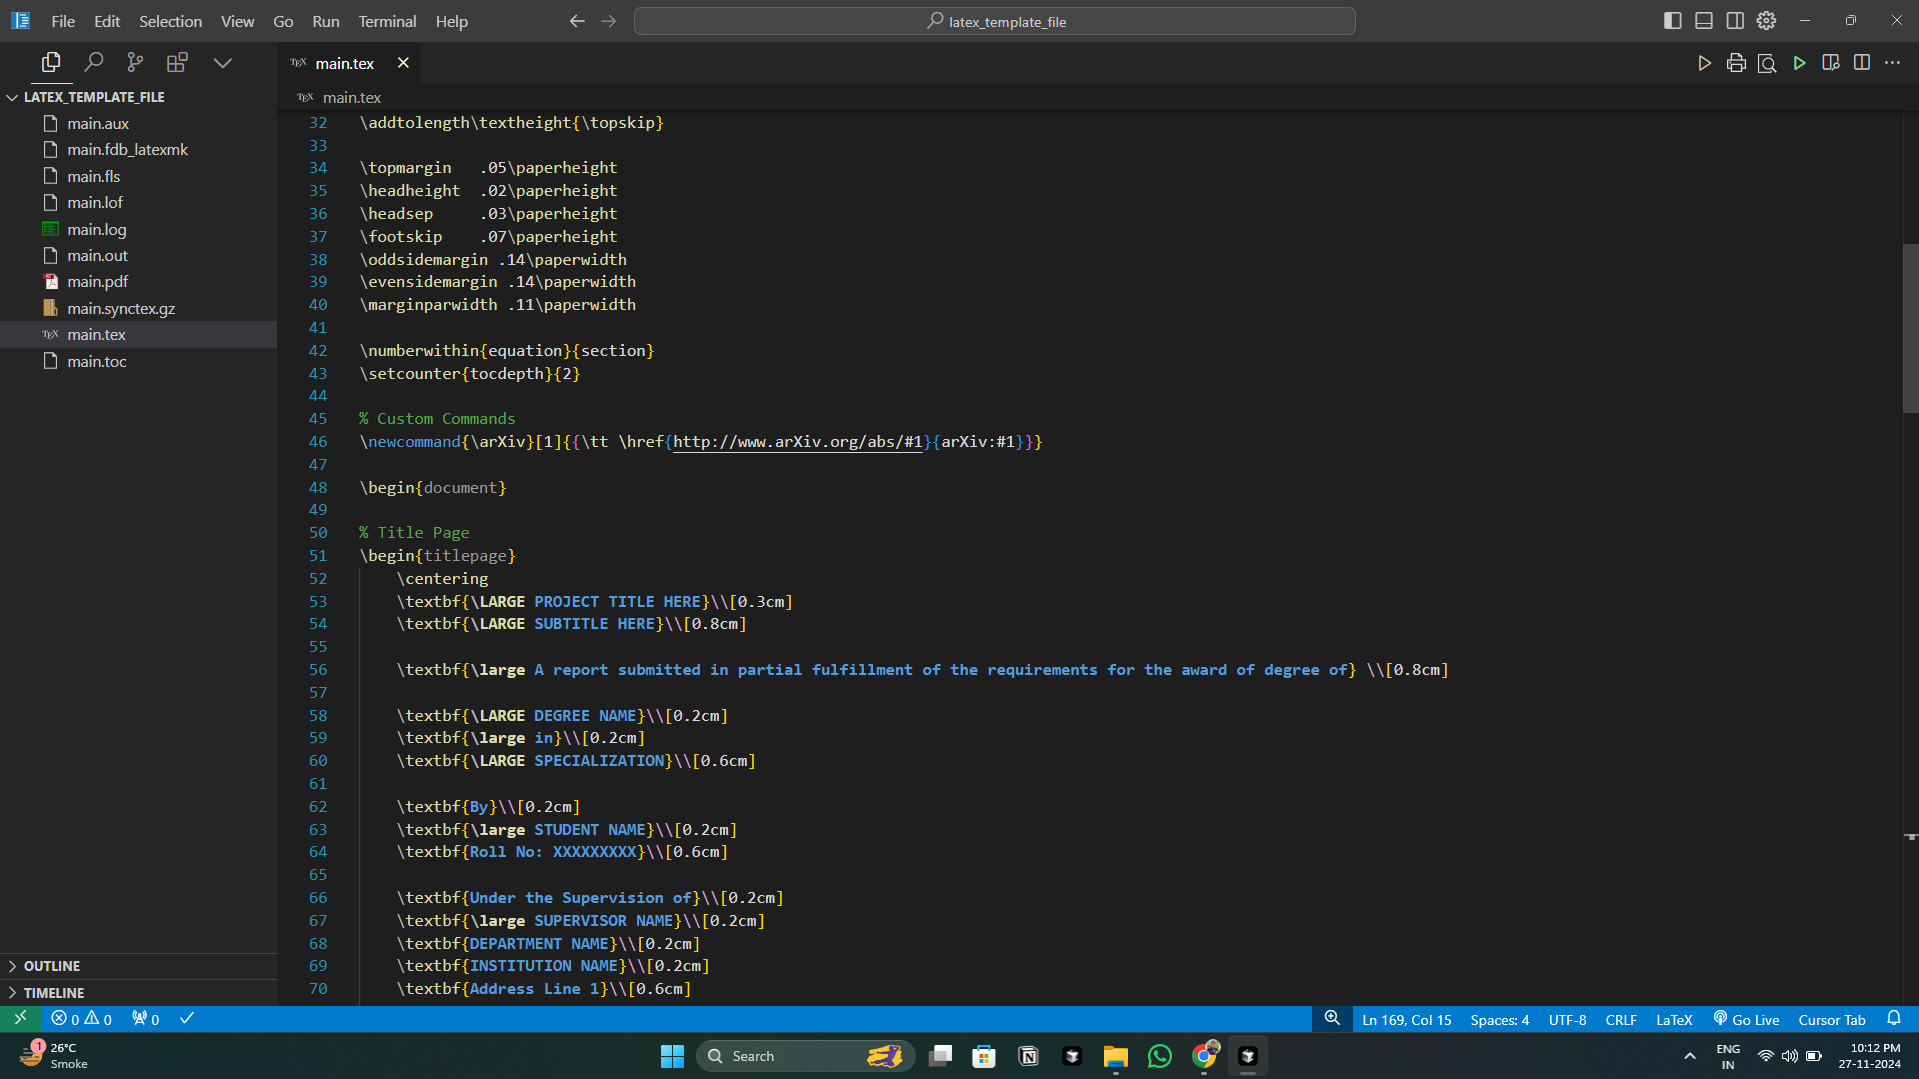 File Edit Selection View Go Run Terminal Help
latex_template_file
TEX main.tex
LATEX_TEMPLATE_FILE
main.aux
main.fdb_latexmk
main.fls
main.lof
main.log
main.out
main.pdf
main.synctex.gz
TEX main.tex
main.toc
OUTLINE
TIMELINE
TEX main.tex
32 \addtolength\textheight{\topskip}
33
34 \topmargin   .05\paperheight
35 \headheight  .02\paperheight
36 \headsep     .03\paperheight
37 \footskip    .07\paperheight
38 \oddsidemargin .14\paperwidth
39 \evensidemargin .14\paperwidth
40 \marginparwidth .11\paperwidth
41
42 \numberwithin{equation}{section}
43 \setcounter{tocdepth}{2}
44
45 % Custom Commands
46 \newcommand{\arXiv}[1]{{\tt \href{http://www.arXiv.org/abs/#1}{arXiv:#1}}}
47
48 \begin{document}
49
50 % Title Page
51 \begin{titlepage}
52     \centering
53     \textbf{\LARGE PROJECT TITLE HERE}\\[0.3cm]
54     \textbf{\LARGE SUBTITLE HERE}\\[0.8cm]
55
56     \textbf{\large A report submitted in partial fulfillment of the requirements for the award of degree of} \\[0.8cm]
57
58     \textbf{\LARGE DEGREE NAME}\\[0.2cm]
59     \textbf{\large in}\\[0.2cm]
60     \textbf{\LARGE SPECIALIZATION}\\[0.6cm]
61
62     \textbf{By}\\[0.2cm]
63     \textbf{\large STUDENT NAME}\\[0.2cm]
64     \textbf{Roll No: XXXXXXXXX}\\[0.6cm]
65
66     \textbf{Under the Supervision of}\\[0.2cm]
67     \textbf{\large SUPERVISOR NAME}\\[0.2cm]
68     \textbf{DEPARTMENT NAME}\\[0.2cm]
69     \textbf{INSTITUTION NAME}\\[0.2cm]
70     \textbf{Address Line 1}\\[0.6cm]
0 0 0 Ln 169, Col 15 Spaces: 4 UTF-8 CRLF LaTeX Go Live Cursor Tab
1
26°C
Smoke
Search
ENG
IN
10:12 PM
27-11-2024